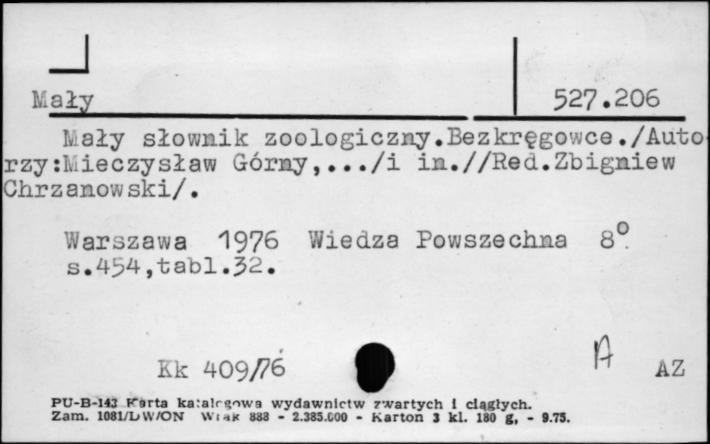 Mały 527.206
Mały słownik zoologiczny.Bezkręgowce./Auto-
rzy:Mieczysław Górny,.../i in.//Red.Zbigniew
Chrzanowski/.
Warszawa 1976 Wiedza Powszechna 8°.
s.454,tabl.32.
Kk 409/76 A AZ
PU-B-143 Karta katalogowa wydawnictw zwartych i ciągłych.
Zam. 1081/LW/ON Wrak 888 - 2.385.000 - Karton 3 kl. 180 g, - 9.75.